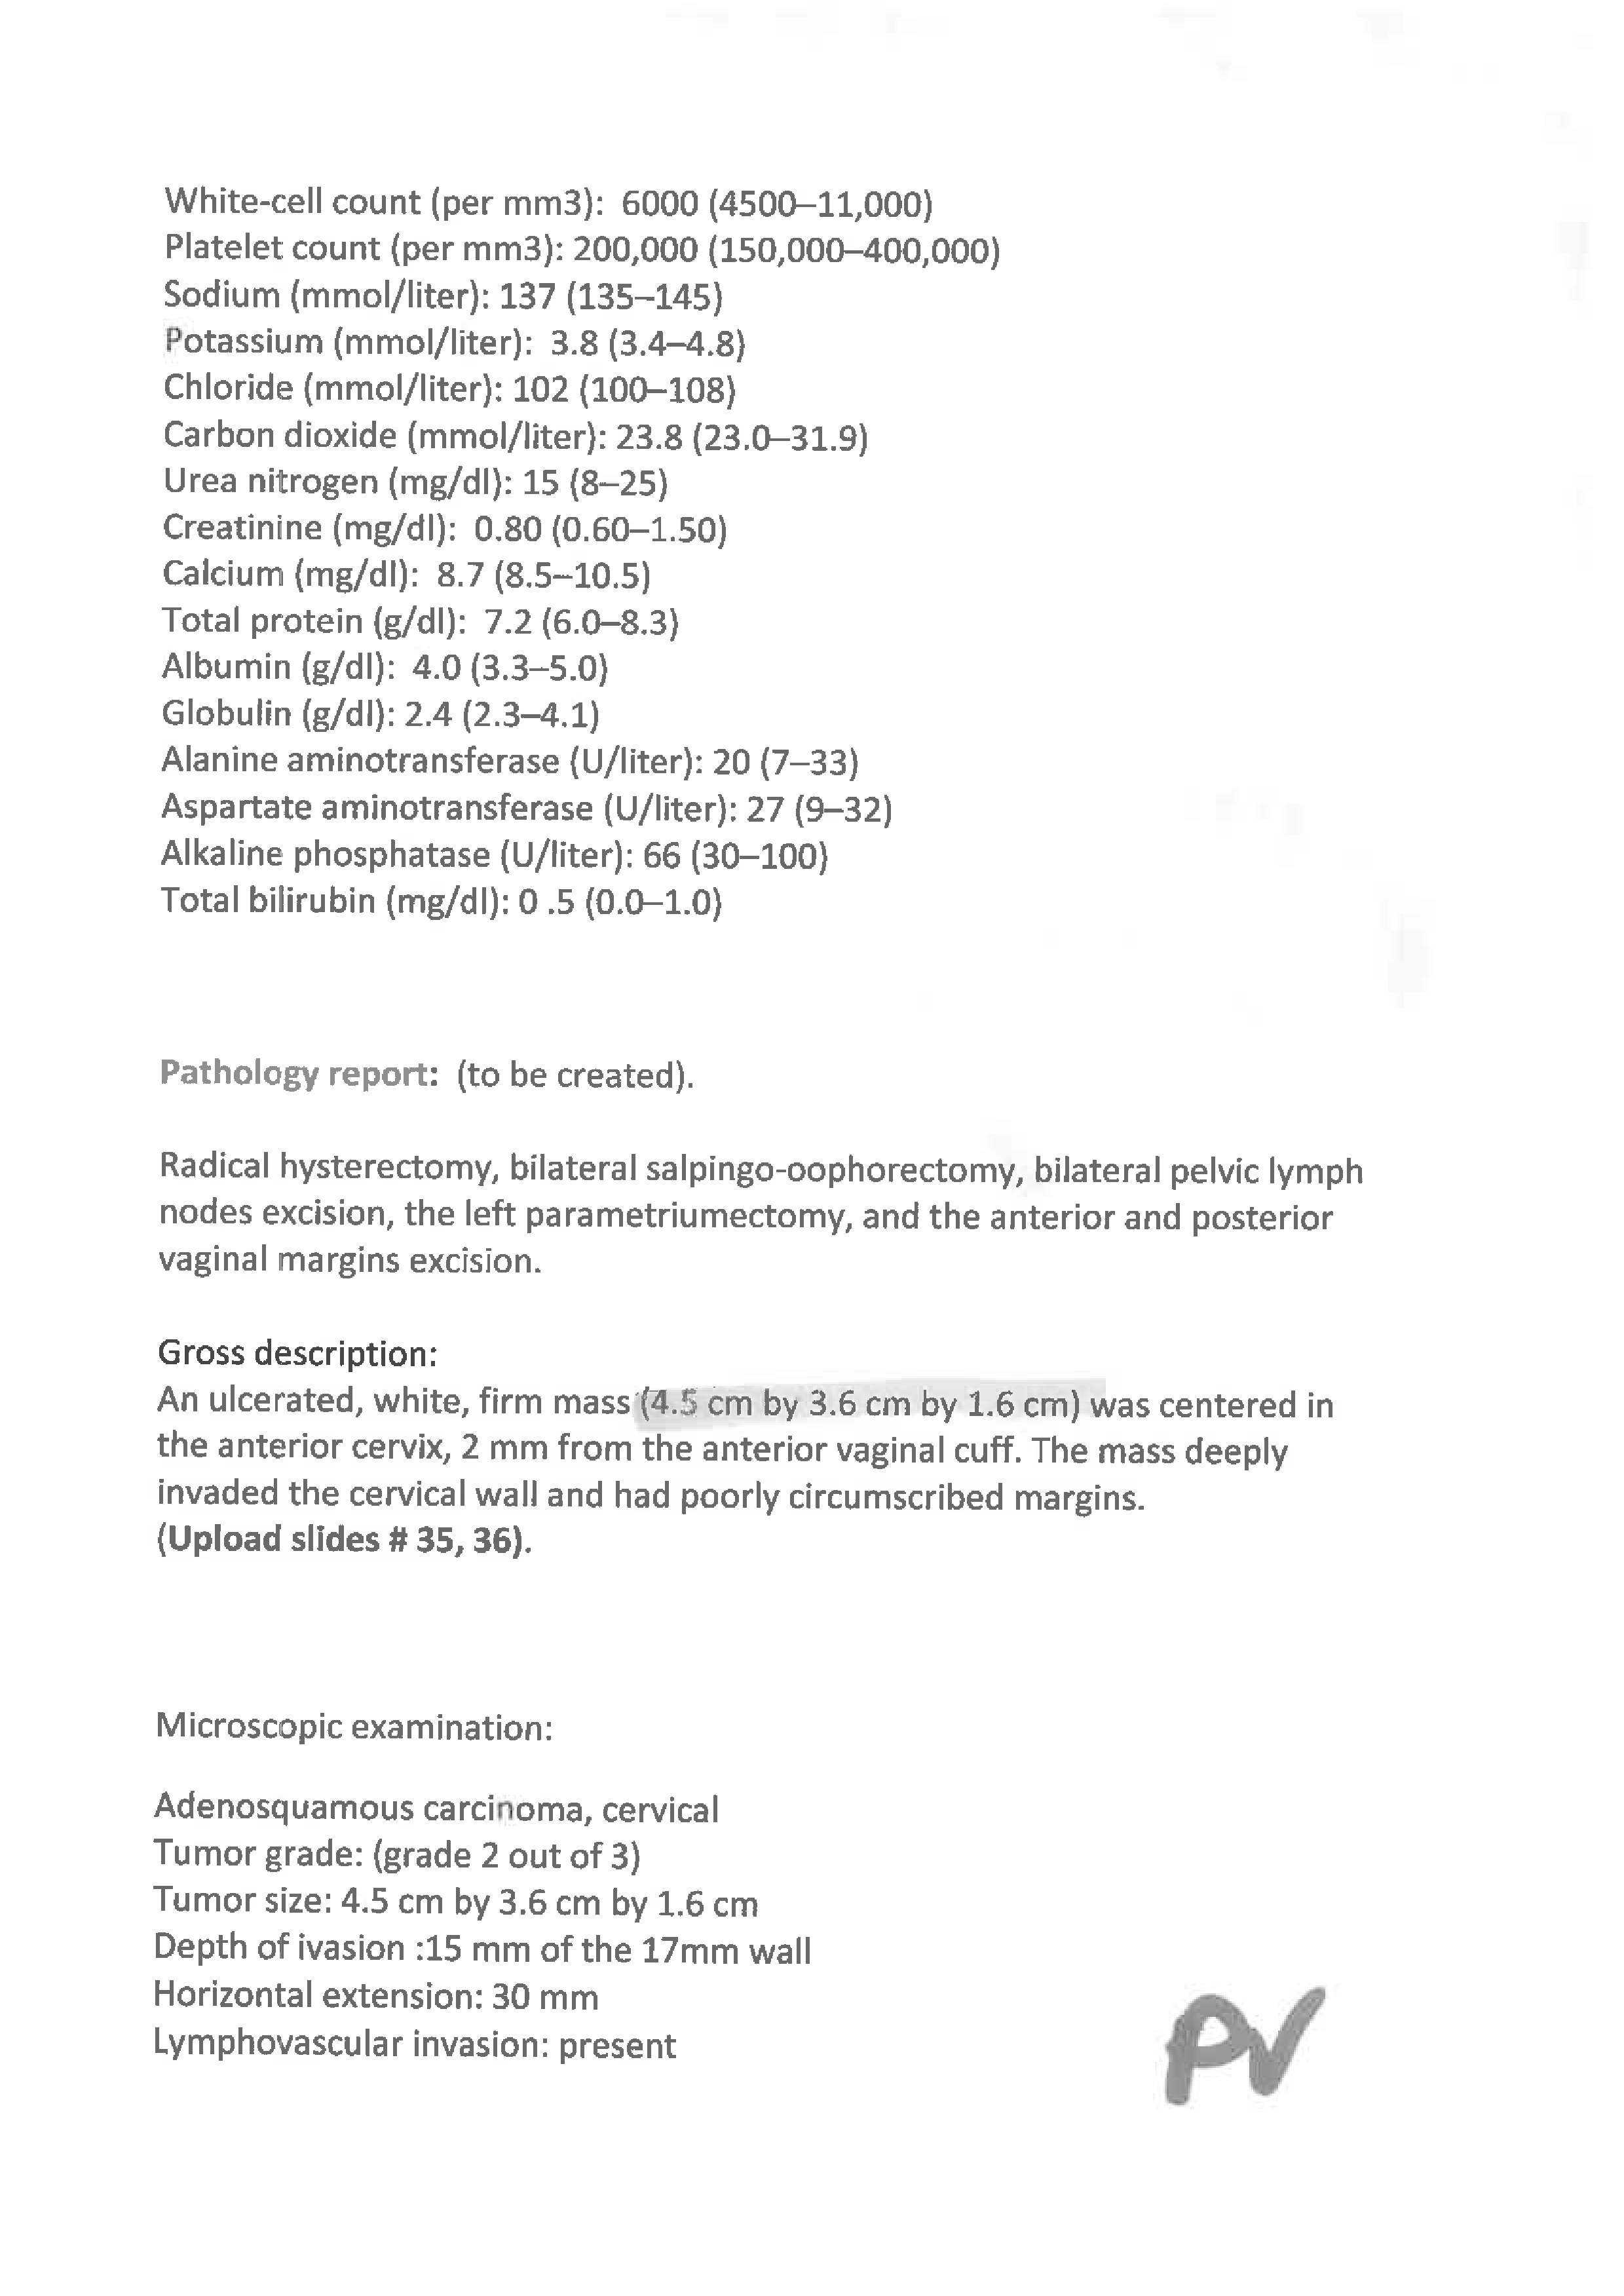 White-cell count (per mm3):  6000 (4500–11,000)
Platelet count (per mm3): 200,000 (150,000–400,000)
Sodium (mmol/liter): 137 (135–145)
Potassium (mmol/liter):  3.8 (3.4–4.8)
Chloride (mmol/liter): 102 (100–108)
Carbon dioxide (mmol/liter): 23.8 (23.0–31.9)
Urea nitrogen (mg/dl): 15 (8–25)
Creatinine (mg/dl):  0.80 (0.60–1.50)
Calcium (mg/dl):  8.7 (8.5–10.5)
Total protein (g/dl):  7.2 (6.0–8.3)
Albumin (g/dl):  4.0 (3.3–5.0)
Globulin (g/dl): 2.4 (2.3–4.1)
Alanine aminotransferase (U/liter): 20 (7–33)
Aspartate aminotransferase (U/liter): 27 (9–32)
Alkaline phosphatase (U/liter): 66 (30–100)
Total bilirubin (mg/dl): 0 .5 (0.0–1.0)
Pathology report:  (to be created).
Radical hysterectomy, bilateral salpingo-oophorectomy, bilateral pelvic lymph
nodes excision, the left parametriumectomy, and the anterior and posterior
vaginal margins excision.
Gross description:
An ulcerated, white, firm mass (4.5 cm by 3.6 cm by 1.6 cm) was centered in
the anterior cervix, 2 mm from the anterior vaginal cuff. The mass deeply
invaded the cervical wall and had poorly circumscribed margins.
(Upload slides # 35, 36).
Microscopic examination:
Adenosquamous carcinoma, cervical
Tumor grade: (grade 2 out of 3)
Tumor size: 4.5 cm by 3.6 cm by 1.6 cm
Depth of ivasion :15 mm of the 17mm wall
Horizontal extension: 30 mm
Lymphovascular invasion: present
PV